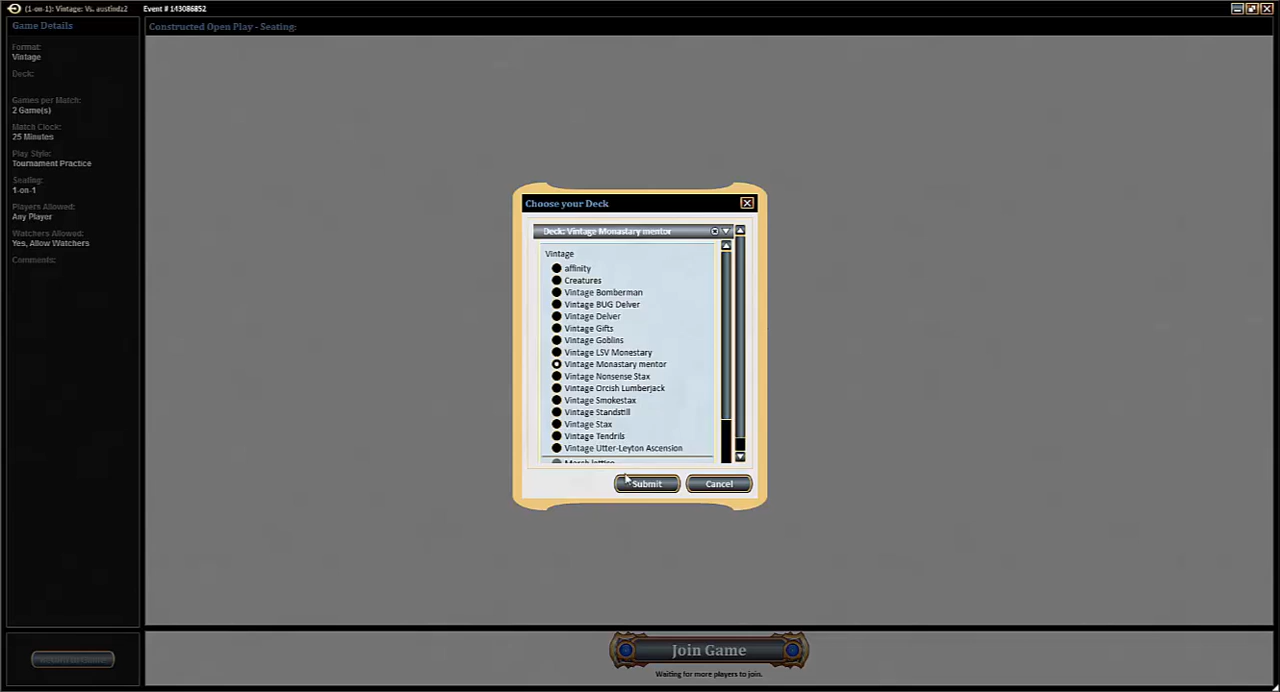 (1-on-1): Vintage: Vs. austindz2 Event # 143086852
Game Details
Constructed Open Play - Seating:
Format:
Vintage
Deck:
Games per Match:
2 Game(s)
Match Clock:
25 Minutes
Play Style:
Tournament Practice
Seating:
1-on-1
Players Allowed:
Any Player
Watchers Allowed:
Yes, Allow Watchers
Comments:
Choose your Deck
Deck: Vintage Monastary mentor
Vintage
affinity
Creatures
Vintage Bomberman
Vintage BUG Delver
Vintage Delver
Vintage Gifts
Vintage Goblins
Vintage LSV Monestary
Vintage Monastary mentor
Vintage Nonsense Stax
Vintage Orcish Lumberjack
Vintage Smokestax
Vintage Standstill
Vintage Stax
Vintage Tendrils
Vintage Utter-Leyton Ascension
Submit Cancel
Join Game
Waiting for more players to join.